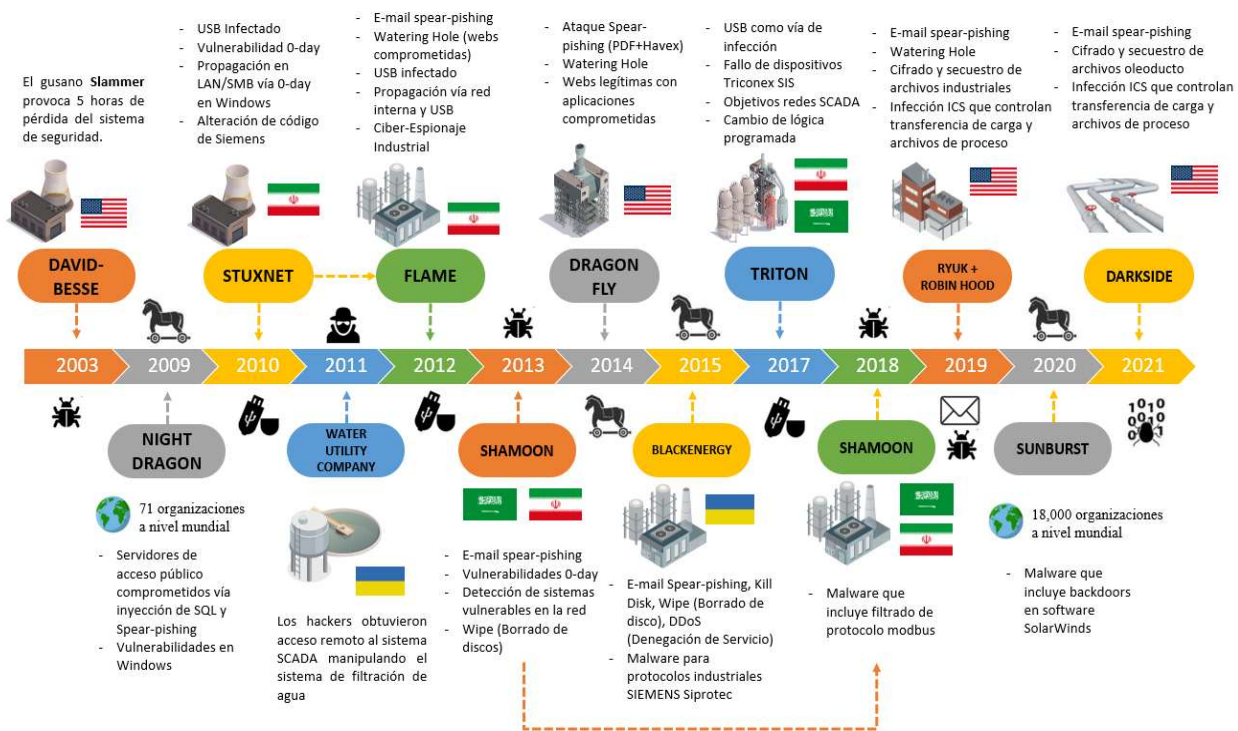 El gusano Slammer
provoca 5 horas de
pérdida del sistema
de seguridad.
- USB Infectado
- Vulnerabilidad 0-day
- Propagación en
LAN/SMB vía 0-day
en Windows
- Alteración de código
de Siemens
- E-mail spear-pishing
- Watering Hole (webs
comprometidas)
- USB infectado
- Propagación vía red
interna y USB
- Ciber-Espionaje
Industrial
- Ataque Spear-
pishing (PDF+Havex)
- Watering Hole
- Webs legítimas con
aplicaciones
comprometidas
- USB como vía de
infección
- Fallo de dispositivos
Triconex SIS
- Objetivos redes SCADA
- Cambio de lógica
programada
- E-mail spear-pishing
- Watering Hole
- Cifrado y secuestro de
archivos industriales
- Infección ICS que controlan
transferencia de carga y
archivos de proceso
- E-mail spear-pishing
- Cifrado y secuestro de
archivos oleoducto
- Infección ICS que controlan
transferencia de carga y
archivos de proceso
DAVID-
BESSE
STUXNET
FLAME
DRAGON
FLY
TRITON
RYUK +
ROBIN HOOD
DARKSIDE
2003
2009
2010
2011
2012
2013
2014
2015
2017
2018
2019
2020
2021
NIGHT
DRAGON
WATER
UTILITY
COMPANY
SHAMOON
BLACKENERGY
SHAMOON
SUNBURST
71 organizaciones
a nivel mundial
- Servidores de
acceso público
comprometidos vía
inyección de SQL y
Spear-pishing
- Vulnerabilidades en
Windows
Los hackers obtuvieron
acceso remoto al sistema
SCADA manipulando el
sistema de filtración de
agua
- E-mail spear-pishing
- Vulnerabilidades 0-day
- Detección de sistemas
vulnerables en la red
- Wipe (Borrado de
discos)
- E-mail Spear-pishing, Kill
Disk, Wipe (Borrado de
disco), DDoS
(Denegación de Servicio)
- Malware para
protocolos industriales
SIEMENS Siprotec
- Malware que
incluye filtrado de
protocolo modbus
18,000 organizaciones
a nivel mundial
- Malware que
incluye backdoors
en software
SolarWinds